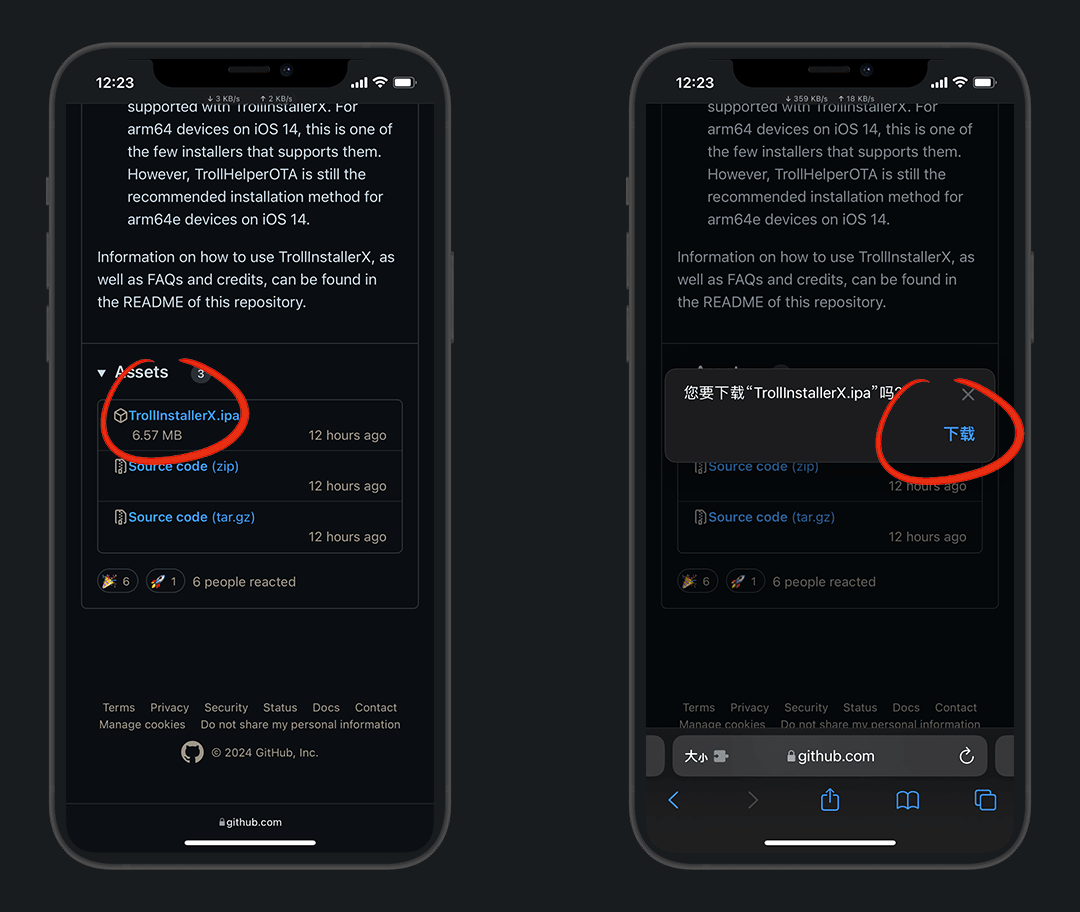 12:23
↓ 3 KB/s ↑ 2 KB/s
supported with TrollInstallerX. For
arm64 devices on iOS 14, this is one of
the few installers that supports them.
However, TrollHelperOTA is still the
recommended installation method for
arm64e devices on iOS 14.
Information on how to use TrollInstallerX, as
well as FAQs and credits, can be found in
the README of this repository.
Assets 3
TrollInstallerX.ipa
6.57 MB 12 hours ago
Source code (zip)
12 hours ago
Source code (tar.gz)
12 hours ago
🎉 6 🚀 1 6 people reacted
Terms Privacy Security Status Docs Contact
Manage cookies Do not share my personal information
© 2024 GitHub, Inc.
github.com
12:23
↓ 359 KB/s ↑ 18 KB/s
supported with TrollInstallerX. For
arm64 devices on iOS 14, this is one of
the few installers that supports them.
However, TrollHelperOTA is still the
recommended installation method for
arm64e devices on iOS 14.
Information on how to use TrollInstallerX, as
well as FAQs and credits, can be found in
the README of this repository.
您要下载“TrollInstallerX.ipa”吗?
下载
Source code (zip)
12 hours ago
Source code (tar.gz)
12 hours ago
🎉 6 🚀 1 6 people reacted
Terms Privacy Security Status Docs Contact
Manage cookies Do not share my personal information
大小 github.com